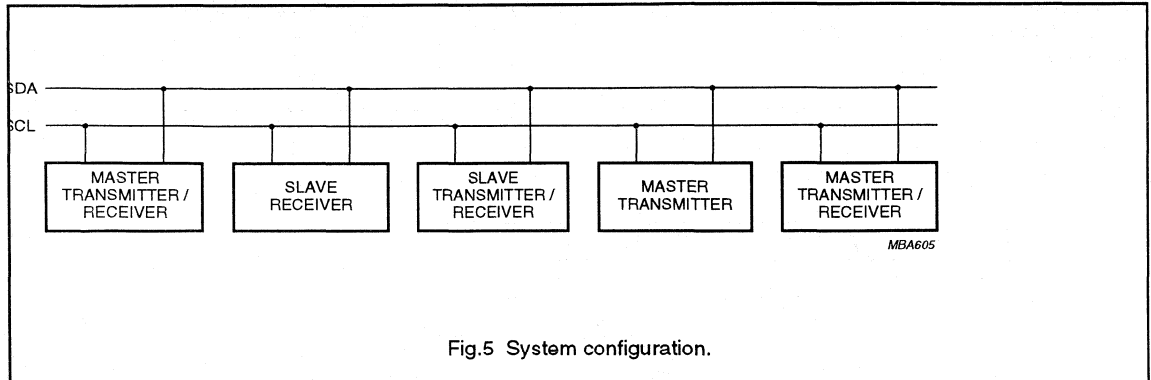 SDA
SCL
MASTER
TRANSMITTER /
RECEIVER
SLAVE
RECEIVER
SLAVE
TRANSMITTER /
RECEIVER
MASTER
TRANSMITTER
MASTER
TRANSMITTER /
RECEIVER
MBA605
Fig.5 System configuration.